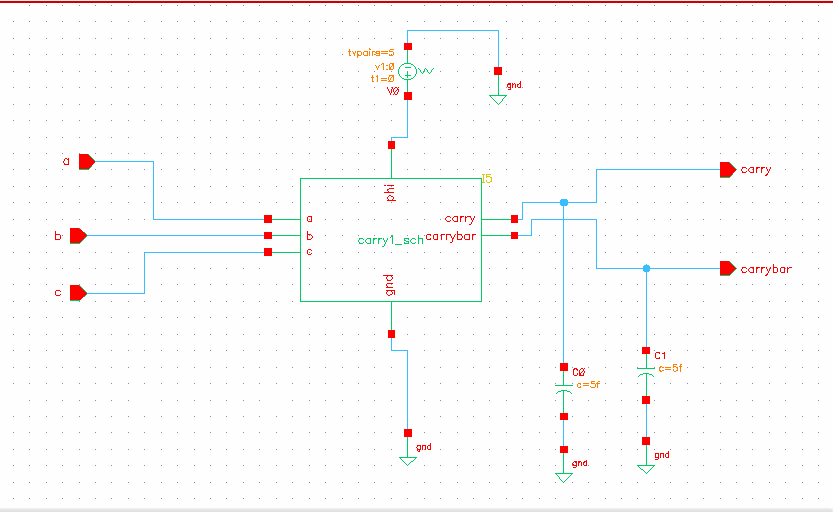 tvpairs=5
v1:0
t1=0
V0
gnd
a
carry
I5
phi
a
carry
b
b
carry1_sch
carrybar
c
carrybar
gnd
c
C1
c=5f
C0
c=5f
gnd
gnd
gnd